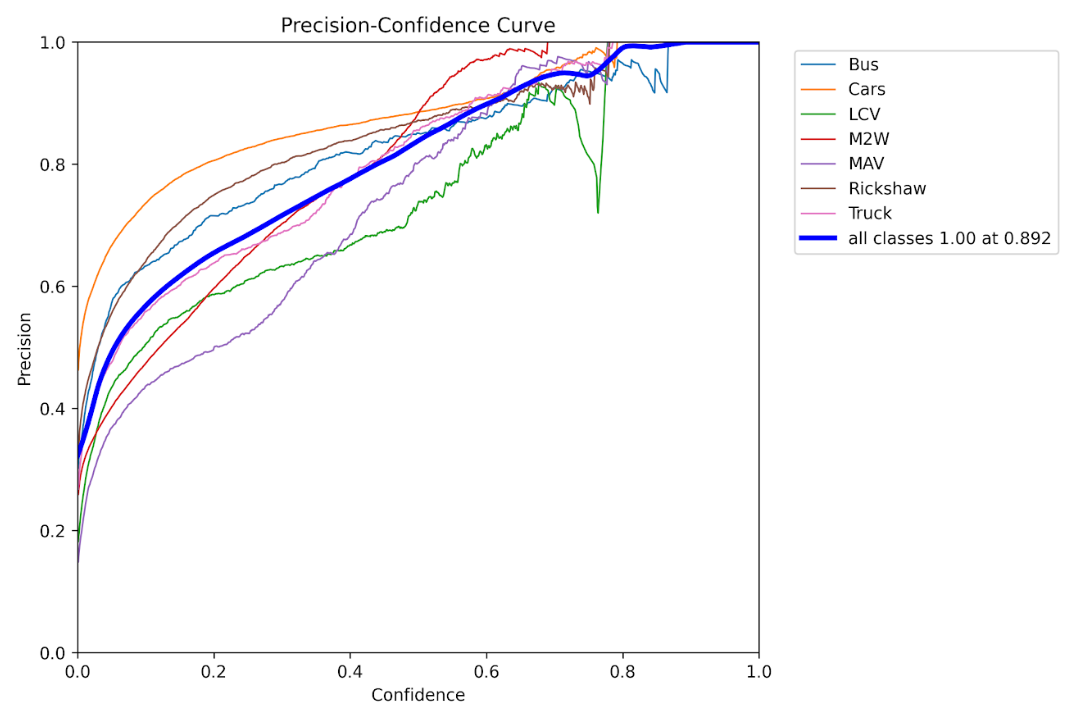 Precision-Confidence Curve
1.0
0.8
0.6
0.4
0.2
0.0
Precision
0.0 0.2 0.4 0.6 0.8 1.0
Confidence
Bus
Cars
LCV
M2W
MAV
Rickshaw
Truck
all classes 1.00 at 0.892